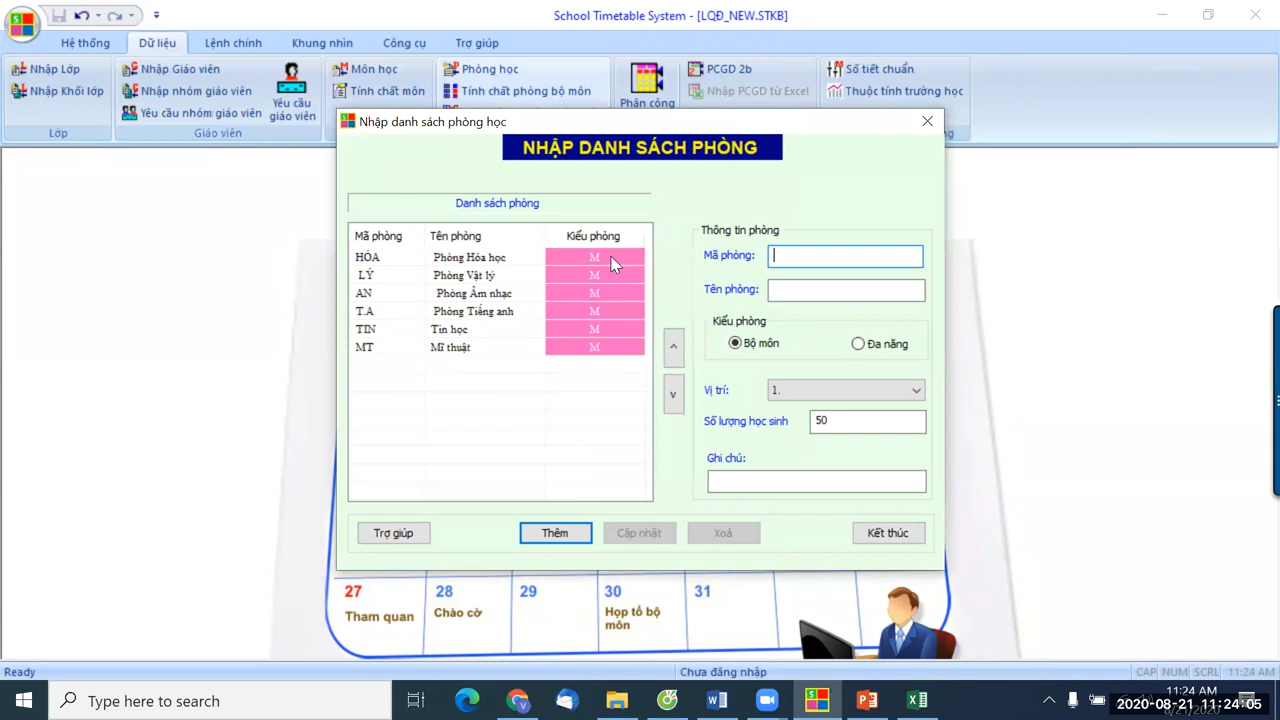 School Timetable System - [LQĐ_NEW.STKB]
Hệ thống Dữ liệu Lệnh chính Khung nhìn Công cụ Trợ giúp
Nhập Lớp Nhập Giáo viên Môn học Phòng học PCGD 2b Số tiết chuẩn
Nhập Khối lớp Nhập nhóm giáo viên Yêu cầu giáo viên Tính chất môn Tính chất phòng bộ môn Phân công Nhập PCGD từ Excel Thuộc tính trường học
Yêu cầu nhóm giáo viên
Lớp Giáo viên
Nhập danh sách phòng học
NHẬP DANH SÁCH PHÒNG
Danh sách phòng
Mã phòng Tên phòng Kiểu phòng
HÓA Phòng Hóa học M
LÝ Phòng Vật lý M
AN Phòng Âm nhạc M
T.A Phòng Tiếng anh M
TIN Tin học M
MT Mĩ thuật M
^
v
Thông tin phòng
Mã phòng:
Tên phòng:
Kiểu phòng
Bộ môn Đa năng
Vị trí: 1.
Số lượng học sinh 50
Ghi chú:
Trợ giúp Thêm Cập nhật Xoá Kết thúc
27 28 29 30 31
Tham quan Chào cờ Họp tổ bộ môn
Ready Chưa đăng nhập CAP NUM SCRL 11:24 AM
Type here to search
11:24 AM
2020-08-21 11:24:05